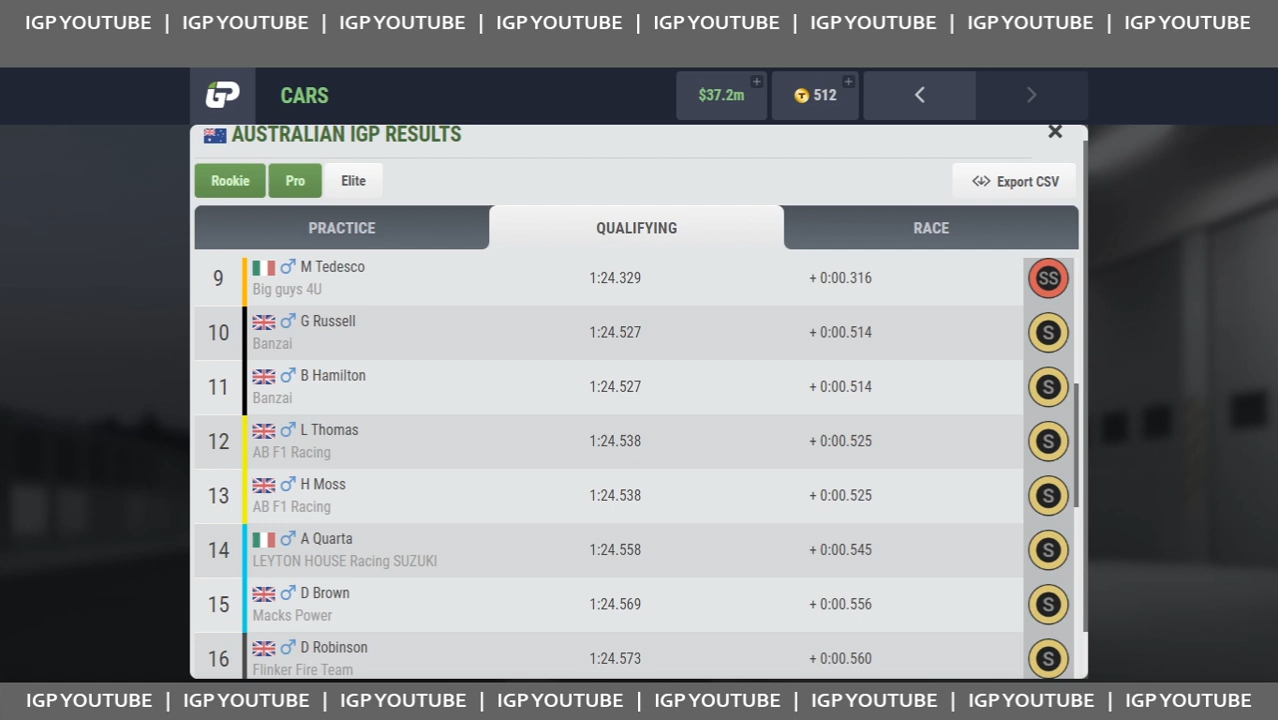 IGP YOUTUBE | IGP YOUTUBE | IGP YOUTUBE | IGP YOUTUBE | IGP YOUTUBE | IGP YOUTUBE | IGP YOUTUBE | IGP YOUTUBE
GP CARS $37.2m + T 512 +
AUSTRALIAN IGP RESULTS
Rookie Pro Elite Export CSV
PRACTICE QUALIFYING RACE
9 M Tedesco 1:24.329 + 0:00.316 SS
Big guys 4U
10 G Russell 1:24.527 + 0:00.514 S
Banzai
11 B Hamilton 1:24.527 + 0:00.514 S
Banzai
12 L Thomas 1:24.538 + 0:00.525 S
AB F1 Racing
13 H Moss 1:24.538 + 0:00.525 S
AB F1 Racing
14 A Quarta 1:24.558 + 0:00.545 S
LEYTON HOUSE Racing SUZUKI
15 D Brown 1:24.569 + 0:00.556 S
Macks Power
16 D Robinson 1:24.573 + 0:00.560 S
Flinker Fire Team
IGP YOUTUBE | IGP YOUTUBE | IGP YOUTUBE | IGP YOUTUBE | IGP YOUTUBE | IGP YOUTUBE | IGP YOUTUBE | IGP YOUTUBE